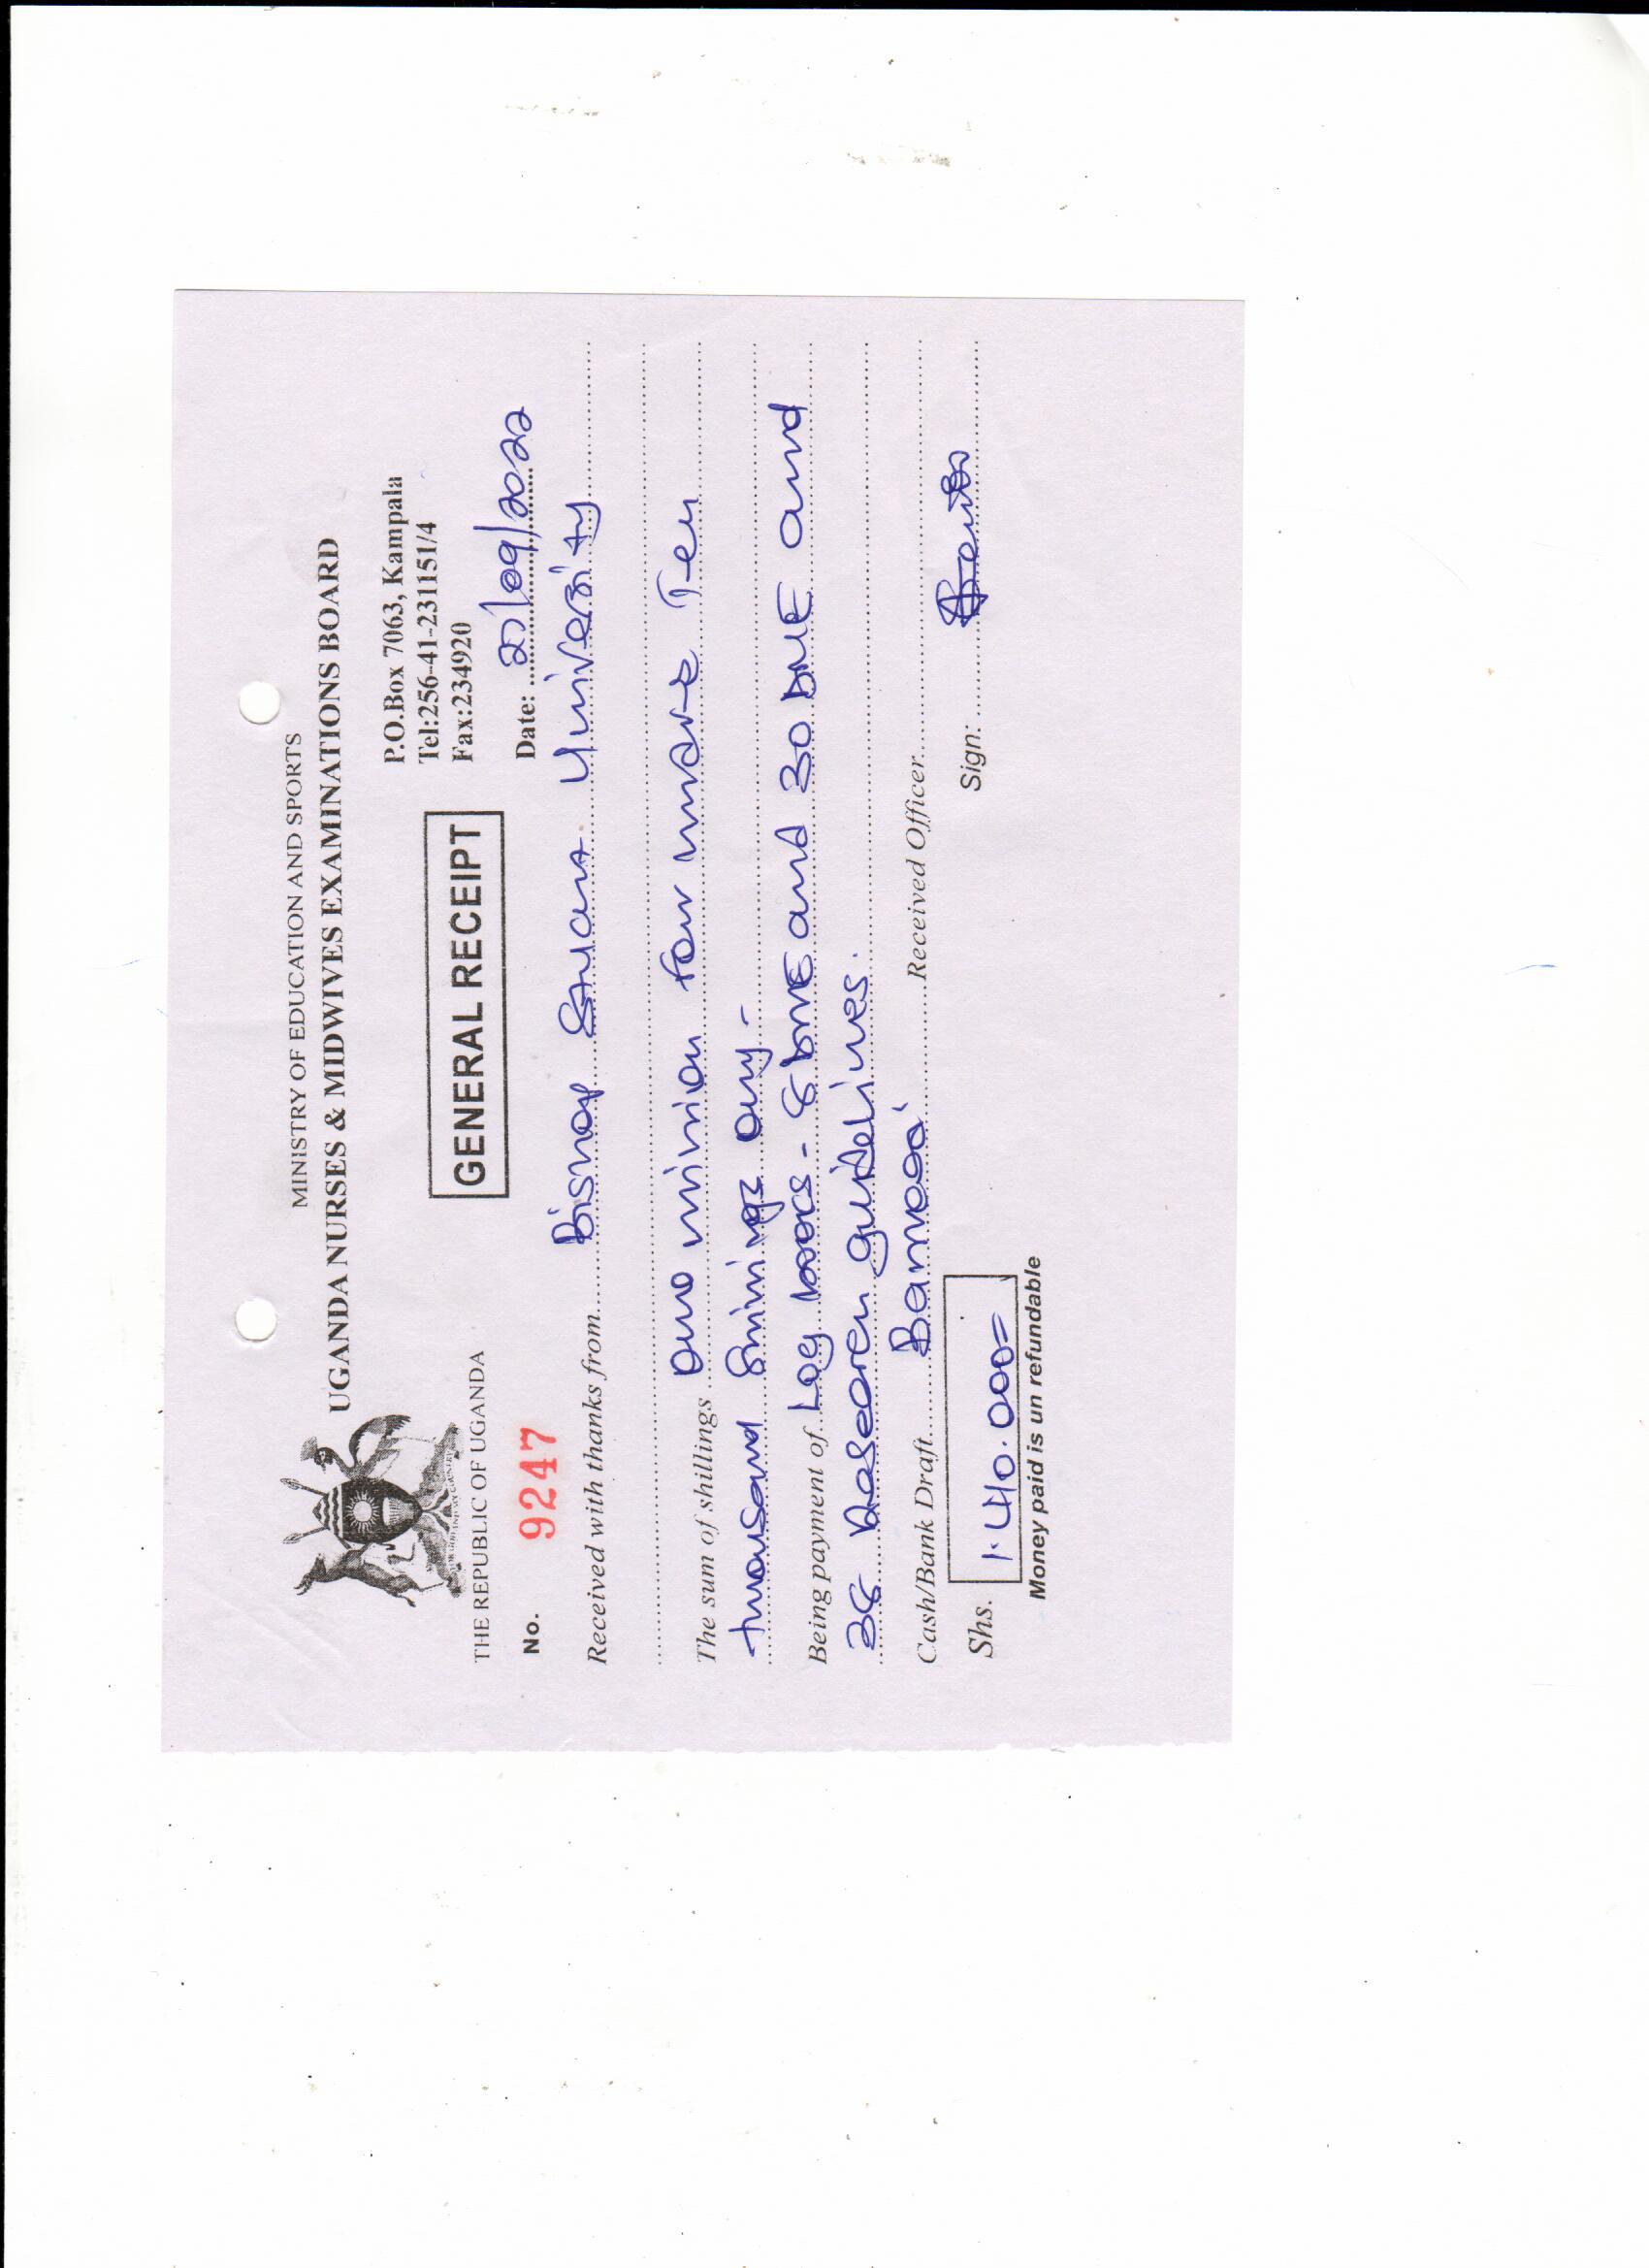 MINISTRY OF EDUCATION AND SPORTS
UGANDA NURSES & MIDWIVES EXAMINATIONS BOARD
P.O.Box 7063, Kampala
Tel:256-41-231151/4
Fax:234920
FOR GOD AND MY COUNTRY
THE REPUBLIC OF UGANDA
GENERAL RECEIPT
No. 9247
Date: 27/09/2022
Received with thanks from Bishop Stuart University
The sum of shillings One million four hundred Ten
thousand Shillings only -
Being payment of Log books - 8 DME and 30 DNE and
38 Research guidelines.
Cash/Bank Draft Received Officer
Shs. 1.410.000= Sign:
Money paid is un refundable